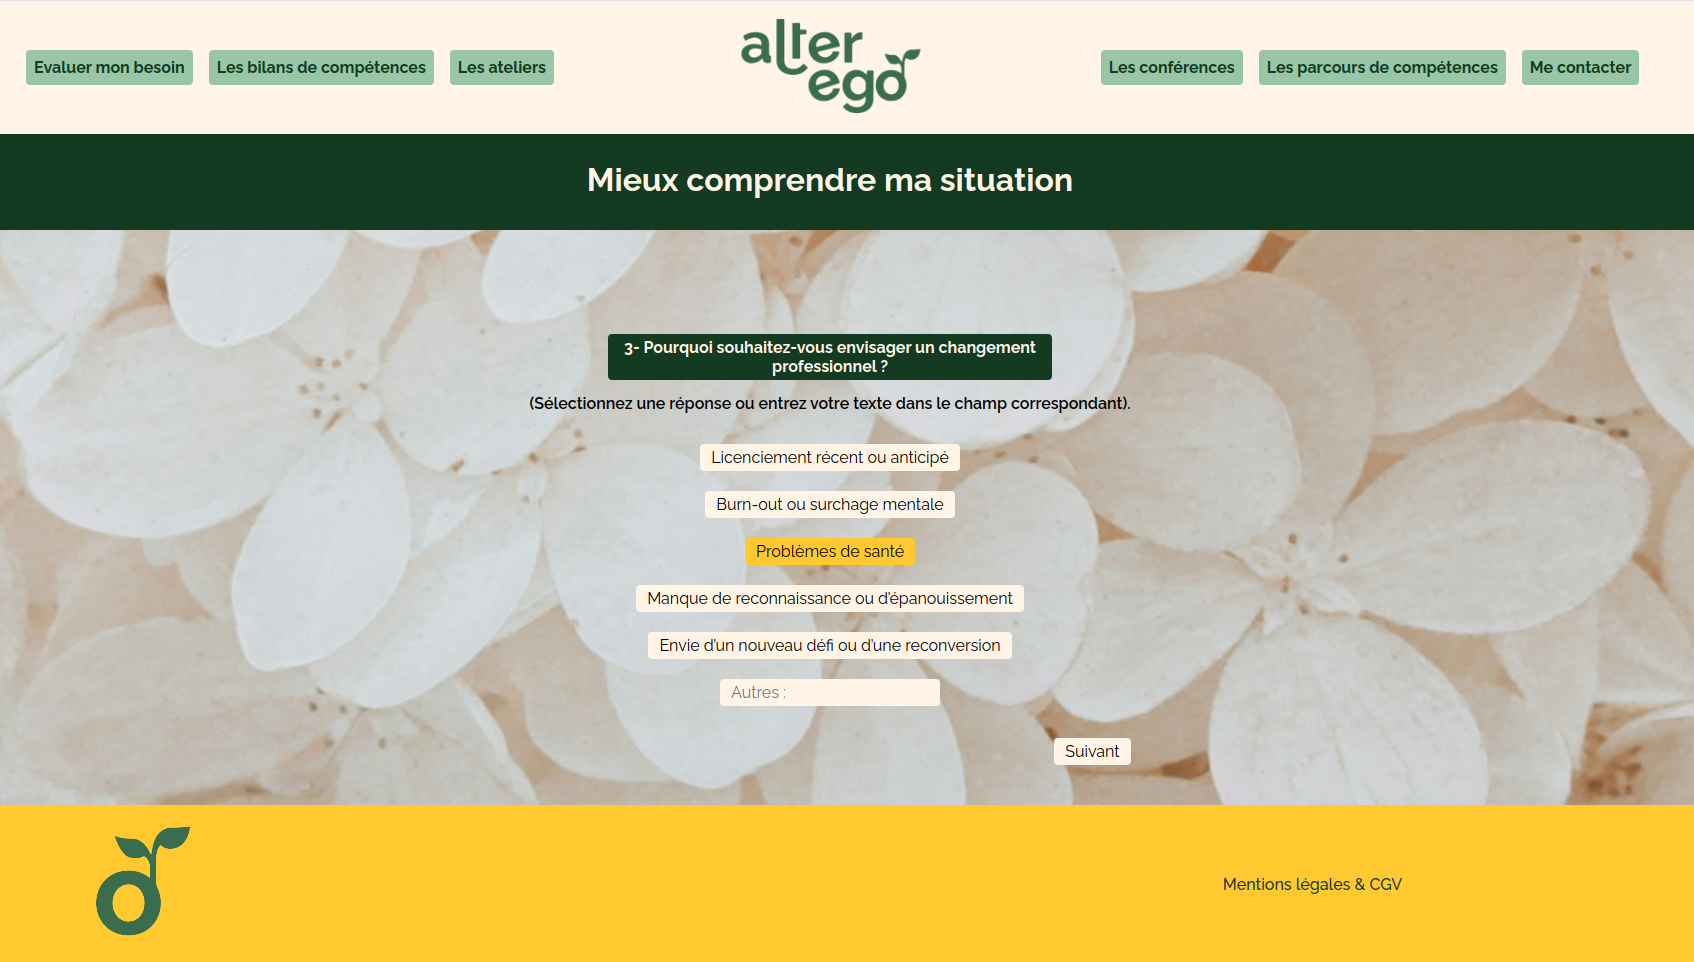 Evaluer mon besoin
Les bilans de compétences
Les ateliers
alter
ego
Les conférences
Les parcours de compétences
Me contacter
Mieux comprendre ma situation
3- Pourquoi souhaitez-vous envisager un changement
professionnel ?
(Sélectionnez une réponse ou entrez votre texte dans le champ correspondant).
Licenciement récent ou anticipé
Burn-out ou surchage mentale
Problèmes de santé
Manque de reconnaissance ou d'épanouissement
Envie d'un nouveau défi ou d'une reconversion
Autres :
Suivant
Mentions légales & CGV